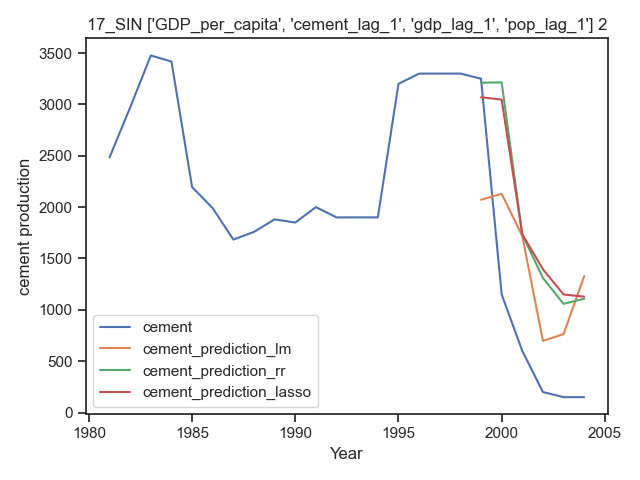 17_SIN ['GDP_per_capita', 'cement_lag_1', 'gdp_lag_1', 'pop_lag_1'] 2
3500
3000
2500
2000
1500
1000
500
0
cement production
cement
cement_prediction_lm
cement_prediction_rr
cement_prediction_lasso
1980
1985
1990
1995
2000
2005
Year